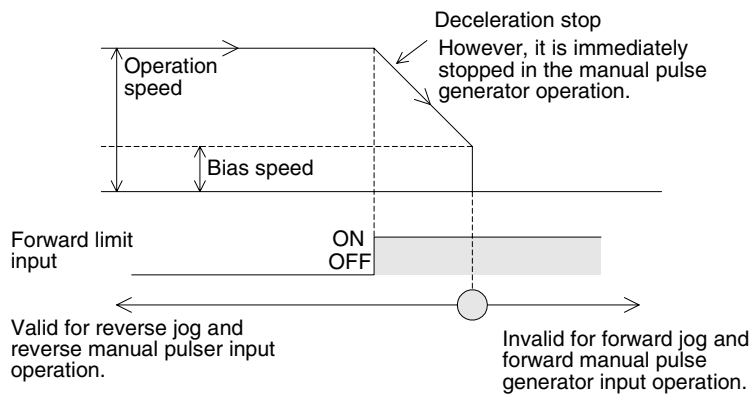 Deceleration stop
However, it is immediately
stopped in the manual pulse
generator operation.
Operation
speed
Bias speed
Forward limit
input
ON
OFF
Valid for reverse jog and
reverse manual pulser input
operation.
Invalid for forward jog and
forward manual pulse
generator input operation.